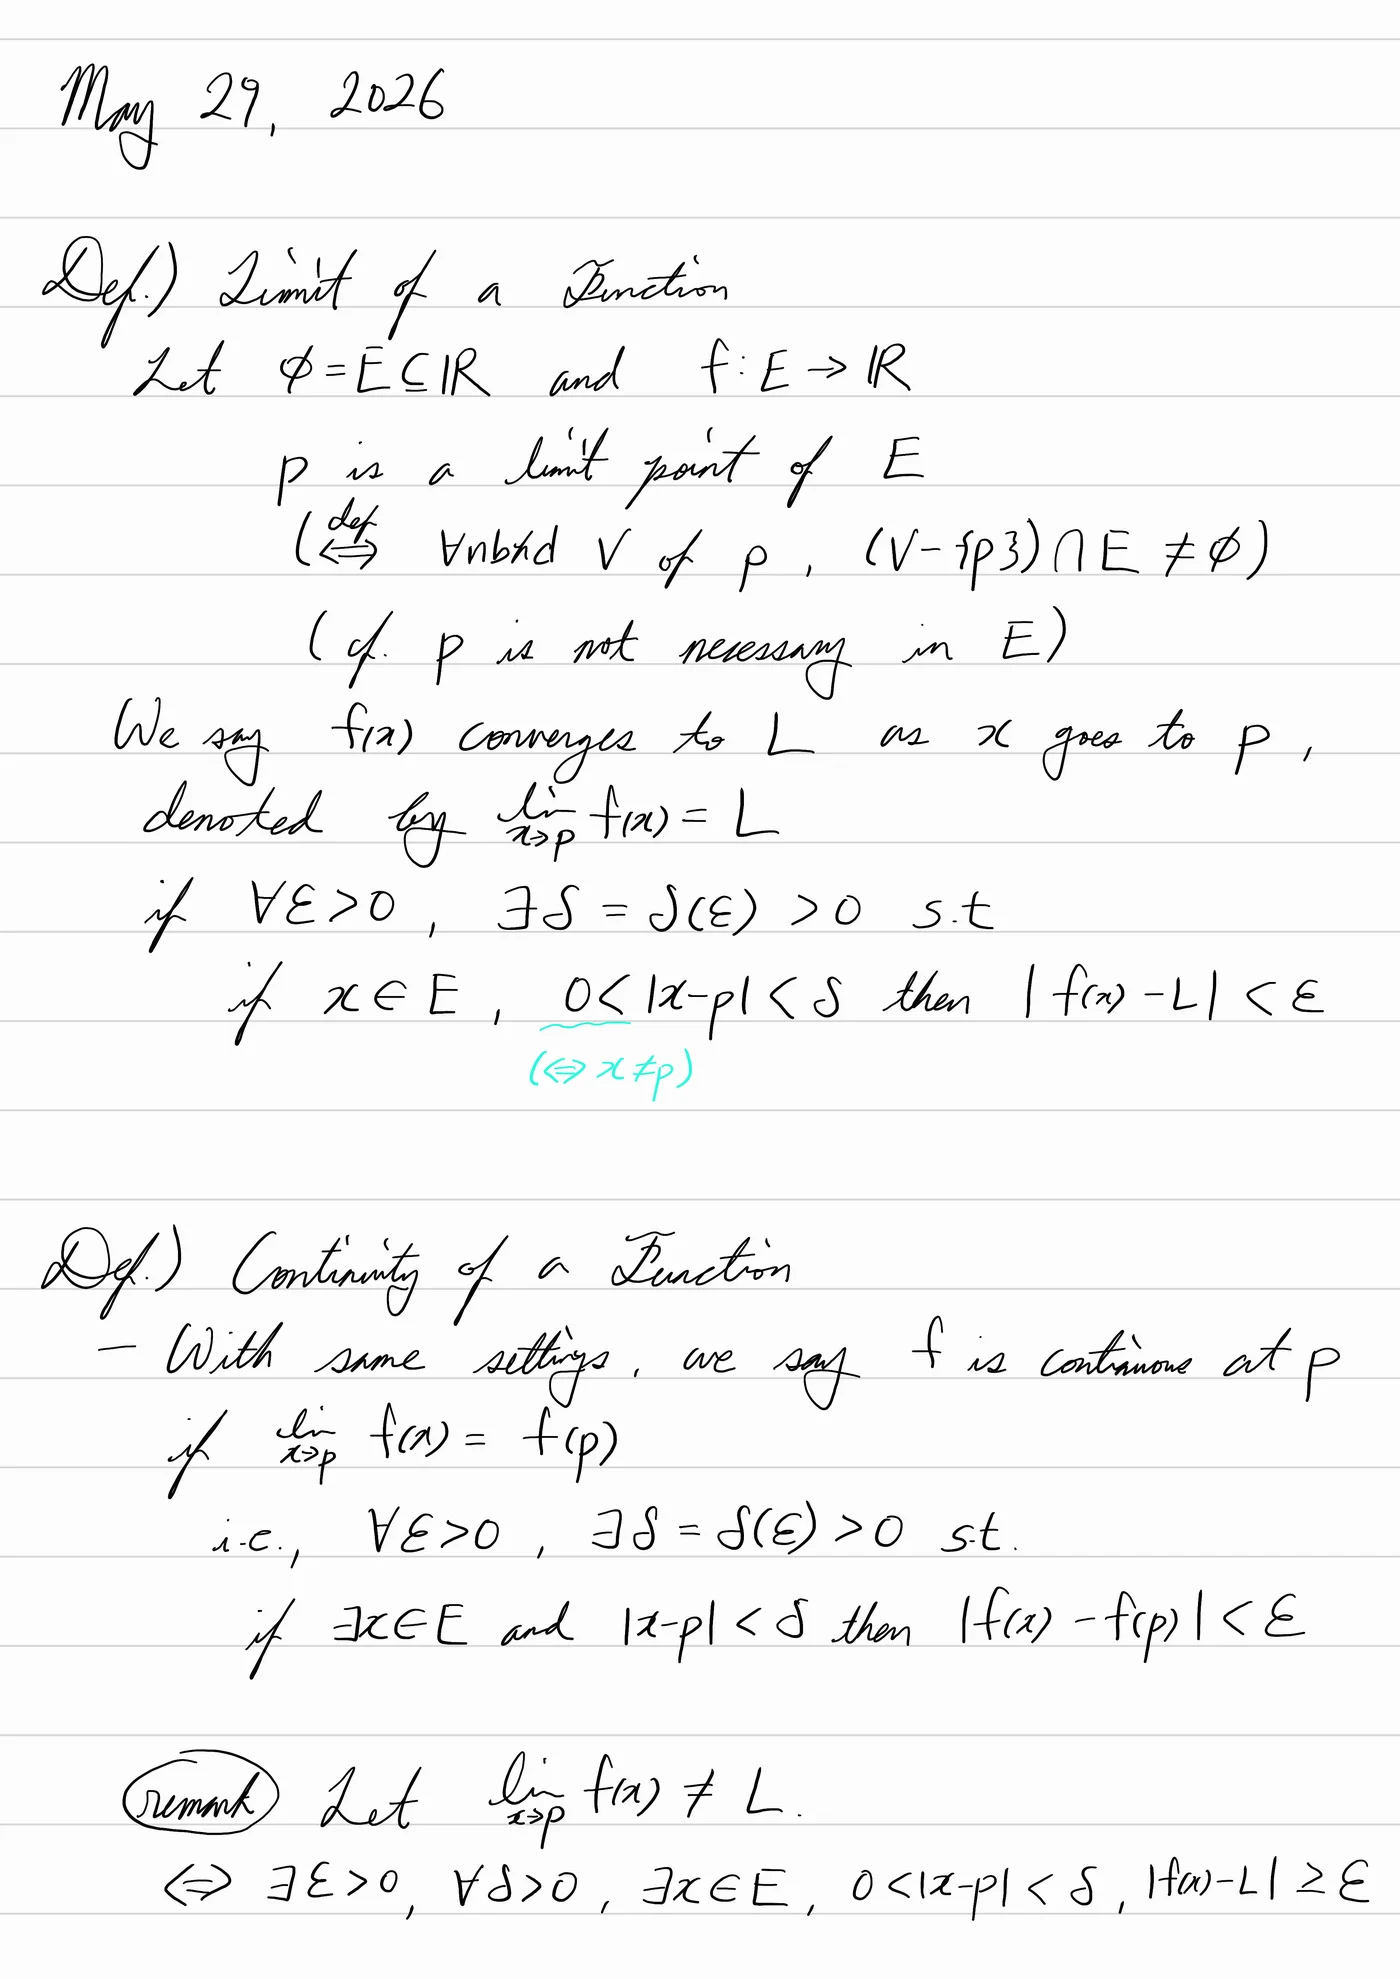 May 29, 2026
Def.) Limit of a Function
Let φ=E⊆ℝ and f:E→ℝ
p is a limit point of E
(⇔def ∀nbhd V of p, (V-{p})∩E≠φ)
(cf. p is not necessary in E)
We say f(x) converges to L as x goes to p,
denoted by lim x→p f(x) = L
if ∀ε>0, ∃δ = δ(ε) >0 s.t
if x∈E, 0<|x-p|<δ then |f(x)-L|<ε
(⇔ x≠p)
Def.) Continuity of a Function
- With same settings, we say f is continuous at p
if lim x→p f(x) = f(p)
i.e., ∀ε>0, ∃δ = δ(ε)>0 s.t.
if ∃x∈E and |x-p|<δ then |f(x)-f(p)|<ε
remark Let lim x→p f(x) ≠ L.
⇔ ∃ε>0, ∀δ>0, ∃x∈E, 0<|x-p|<δ, |f(x)-L|≥ε